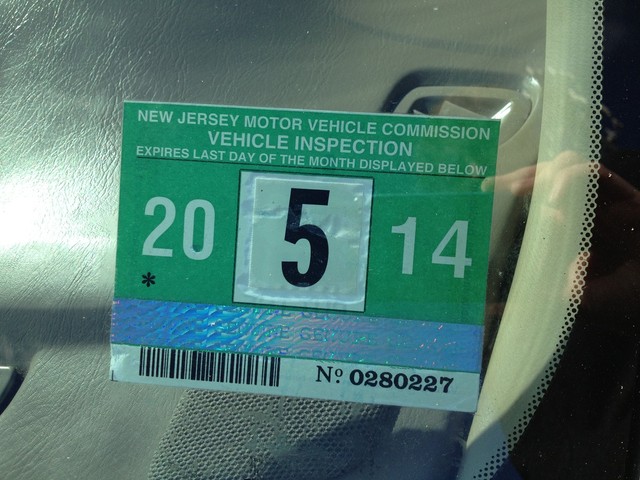 NEW JERSEY MOTOR VEHICLE COMMISSION
VEHICLE INSPECTION
EXPIRES LAST DAY OF THE MONTH DISPLAYED BELOW
20 5 14
*
No. 0280227